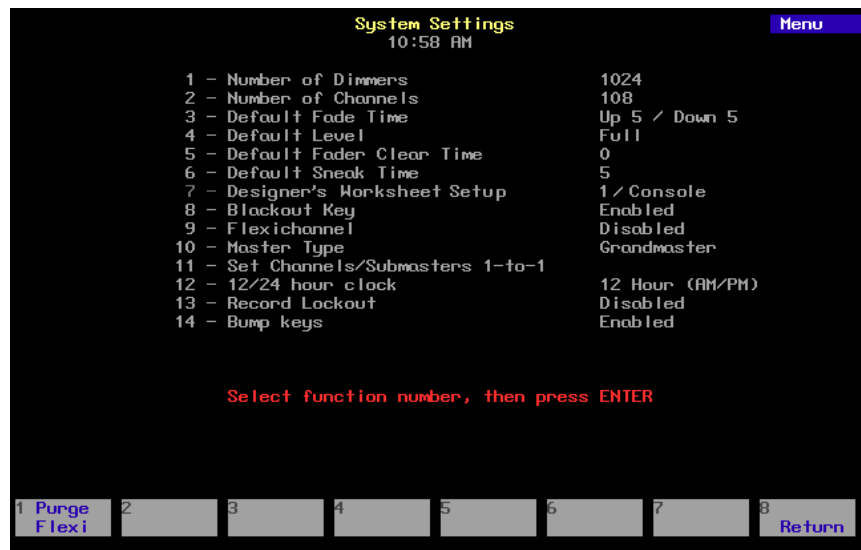 System Settings
Menu
10:58 AM
1 - Number of Dimmers 1024
2 - Number of Channels 108
3 - Default Fade Time Up 5 / Down 5
4 - Default Level Full
5 - Default Fader Clear Time 0
6 - Default Sneak Time 5
7 - Designer's Worksheet Setup 1/Console
8 - Blackout Key Enabled
9 - Flexichannel Disabled
10 - Master Type Grandmaster
11 - Set Channels/Submasters 1-to-1
12 - 12/24 hour clock 12 Hour (AM/PM)
13 - Record Lockout Disabled
14 - Bump keys Enabled
Select function number, then press ENTER
1 Purge 2 3 4 5 6 7 8
Flexi Return